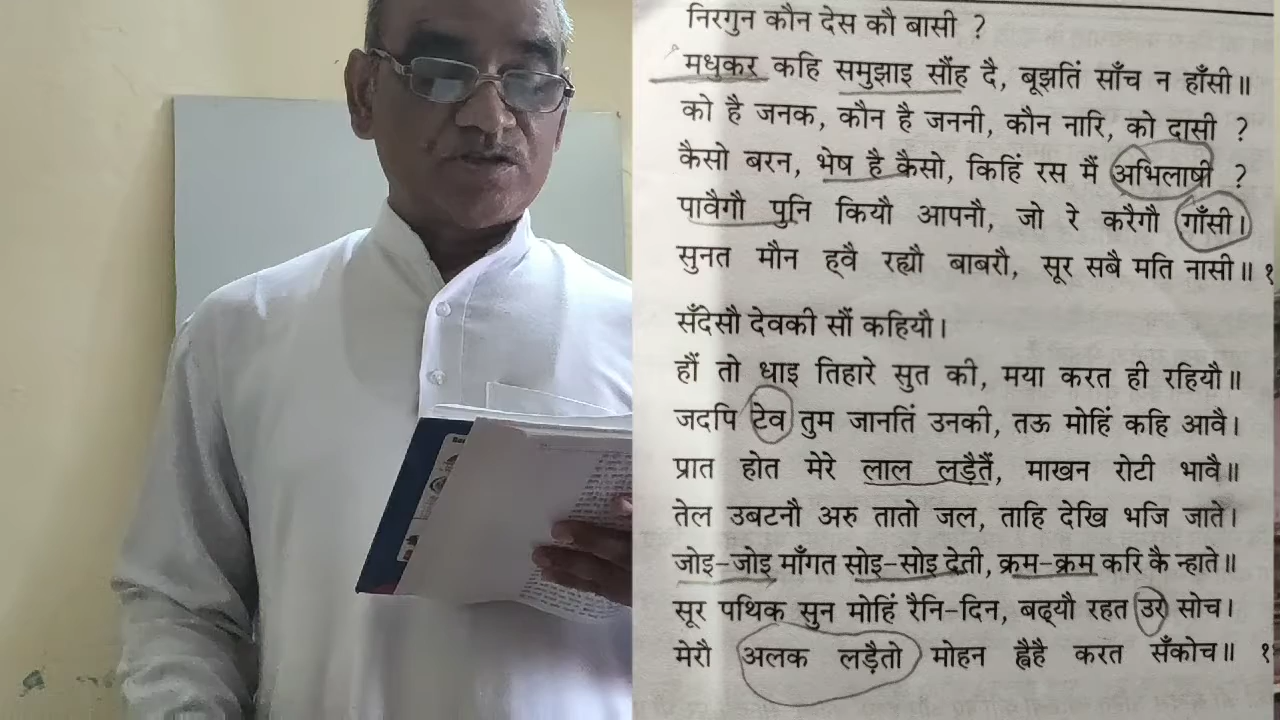 निरगुन कौन देस कौ बासी ?
मधुकर कहि समुझाइ सौंह दै, बूझतिं साँच न हाँसी॥
को है जनक, कौन है जननी, कौन नारि, को दासी ?
कैसो बरन, भेष है कैसो, किहिं रस मैं अभिलाषी ?
पावैगौ पुनि कियौ आपनौ, जो रे करैगौ गाँसी।
सुनत मौन ह्वै रह्यौ बाबरौ, सूर सबै मति नासी॥ १
सँदेसौ देवकी सौं कहियौ।
हौं तो धाइ तिहारे सुत की, मया करत ही रहियौ॥
जदपि टेव तुम जानतिं उनकी, तऊ मोहिं कहि आवै।
प्रात होत मेरे लाल लड़ैतैं, माखन रोटी भावै॥
तेल उबटनौ अरु तातो जल, ताहि देखि भजि जाते।
जोइ-जोइ माँगत सोइ-सोइ देती, क्रम-क्रम करि कै न्हाते॥
सूर पथिक सुन मोहिं रैनि-दिन, बढ्यौ रहत उर सोच।
मेरौ अलक लड़ैतो मोहन ह्वैहै करत सँकोच॥ १